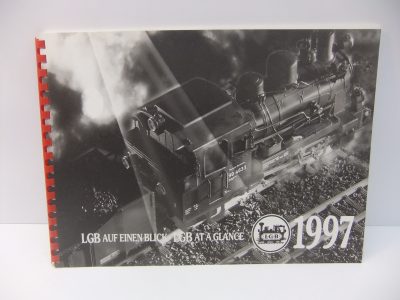 LGB AUF EINEN BLICK LGB AT A GLANCE
LGB
1997